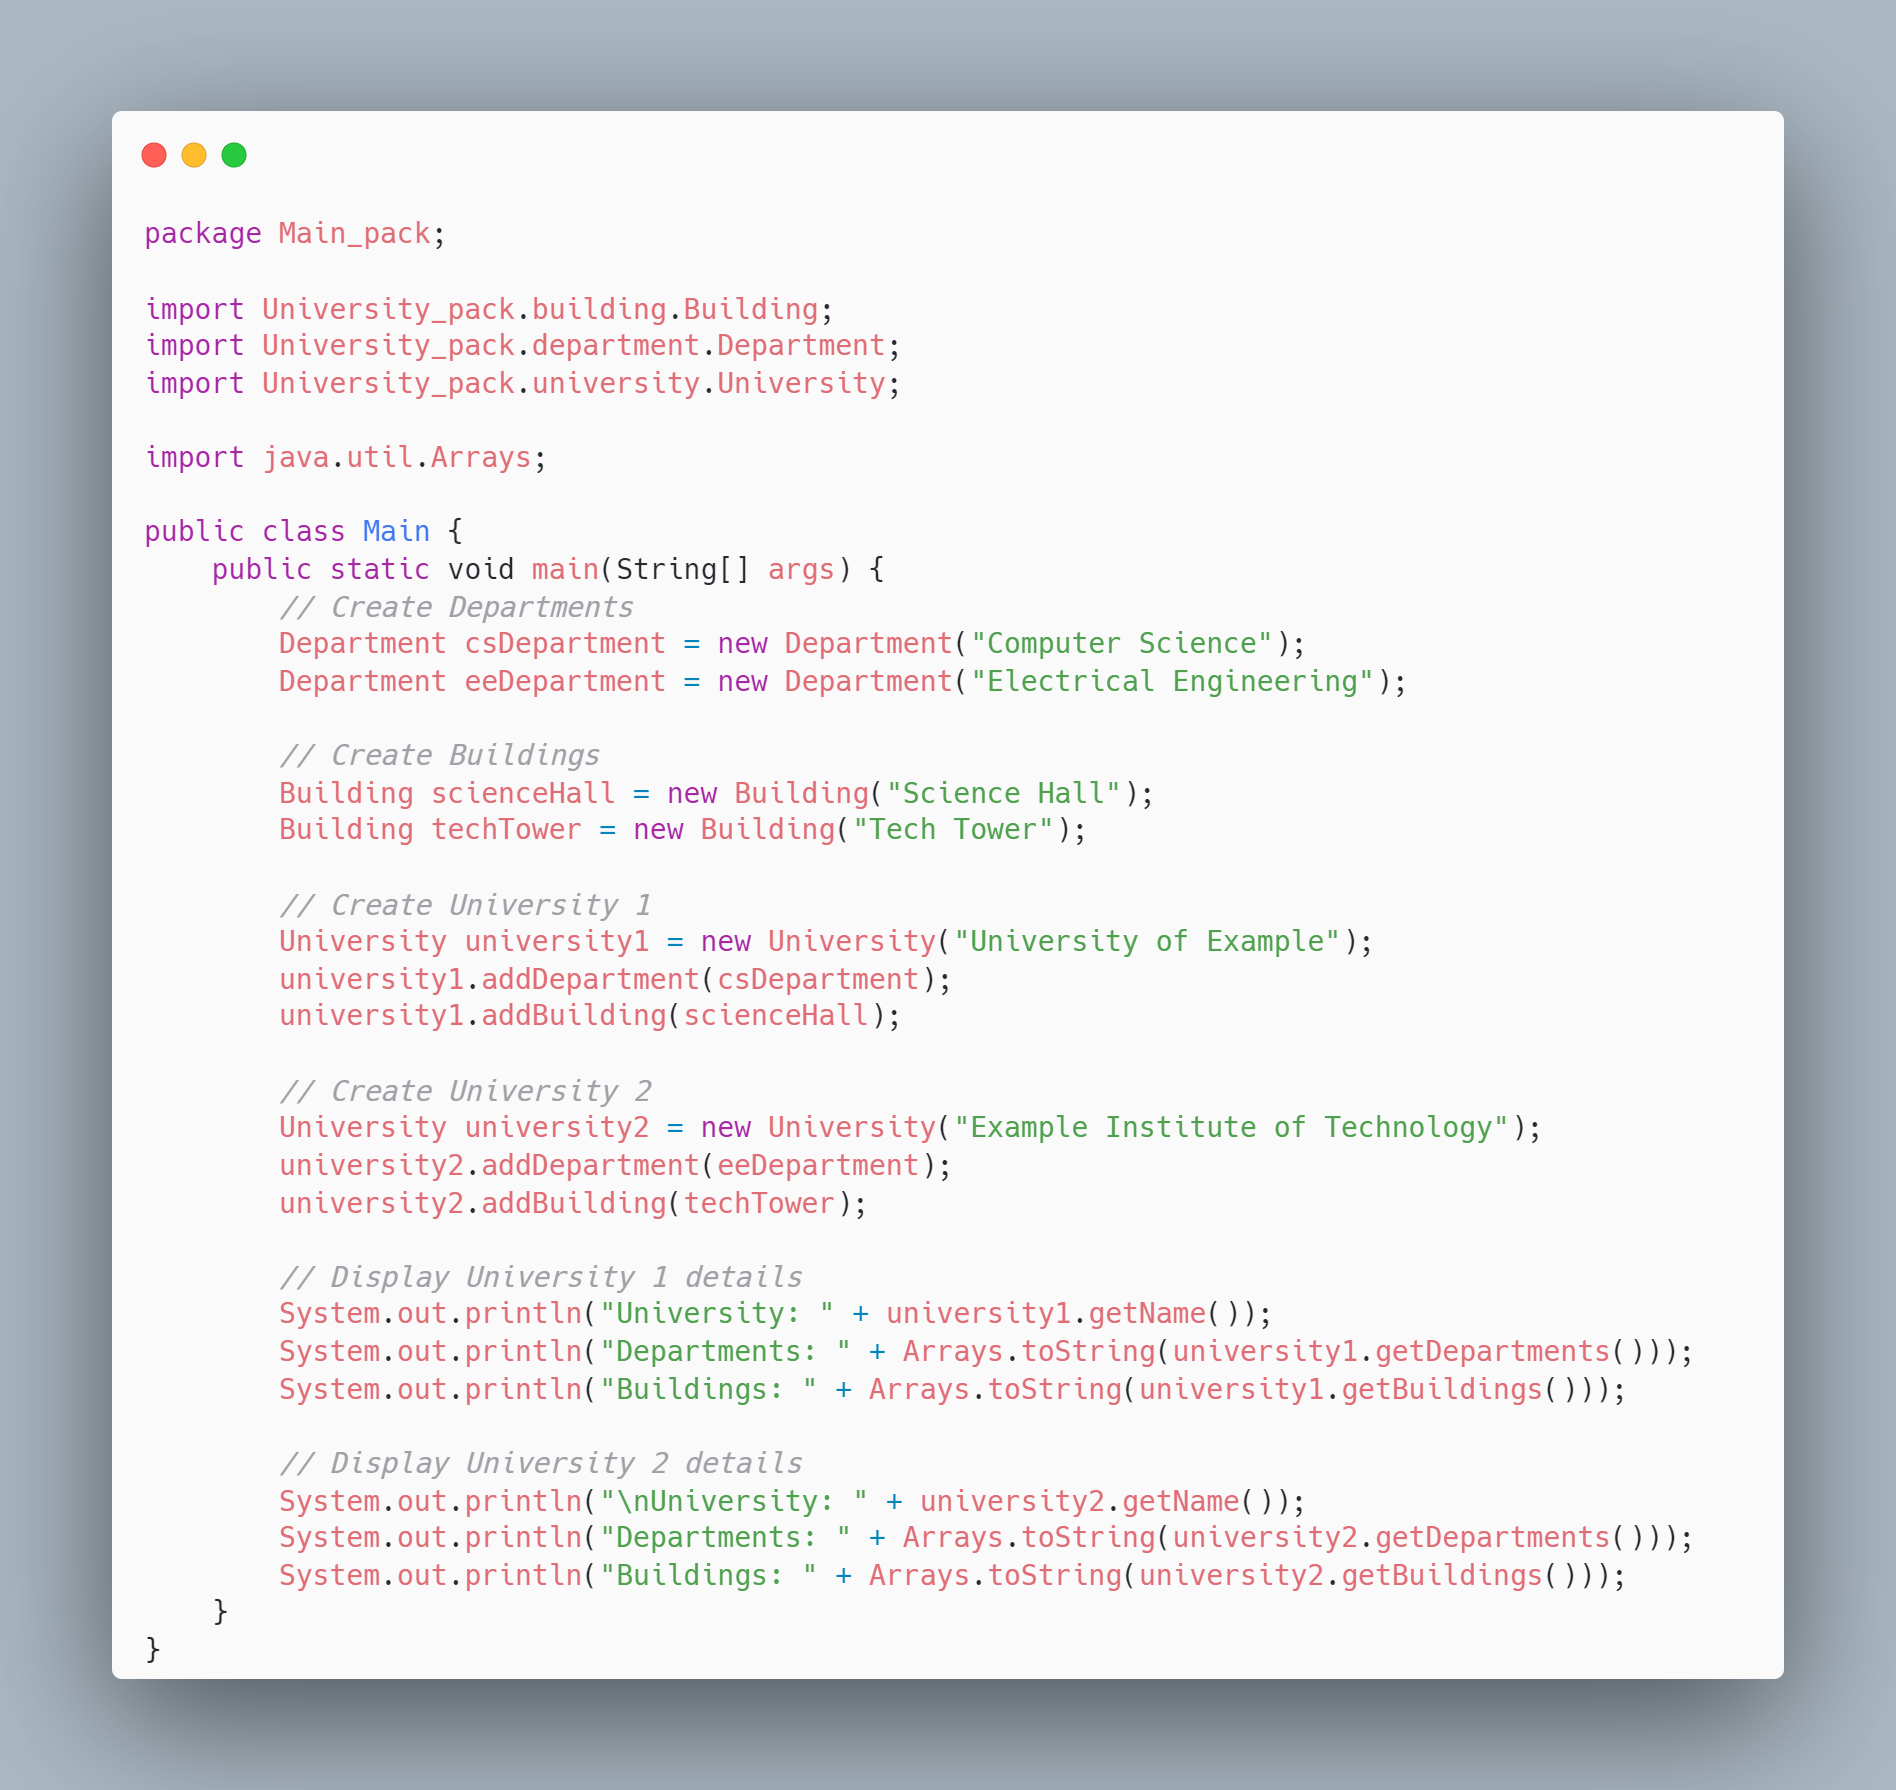 package Main_pack;

import University_pack.building.Building;
import University_pack.department.Department;
import University_pack.university.University;

import java.util.Arrays;

public class Main {
    public static void main(String[] args) {
        // Create Departments
        Department csDepartment = new Department("Computer Science");
        Department eeDepartment = new Department("Electrical Engineering");

        // Create Buildings
        Building scienceHall = new Building("Science Hall");
        Building techTower = new Building("Tech Tower");

        // Create University 1
        University university1 = new University("University of Example");
        university1.addDepartment(csDepartment);
        university1.addBuilding(scienceHall);

        // Create University 2
        University university2 = new University("Example Institute of Technology");
        university2.addDepartment(eeDepartment);
        university2.addBuilding(techTower);

        // Display University 1 details
        System.out.println("University: " + university1.getName());
        System.out.println("Departments: " + Arrays.toString(university1.getDepartments()));
        System.out.println("Buildings: " + Arrays.toString(university1.getBuildings()));

        // Display University 2 details
        System.out.println("\nUniversity: " + university2.getName());
        System.out.println("Departments: " + Arrays.toString(university2.getDepartments()));
        System.out.println("Buildings: " + Arrays.toString(university2.getBuildings()));
    }
}